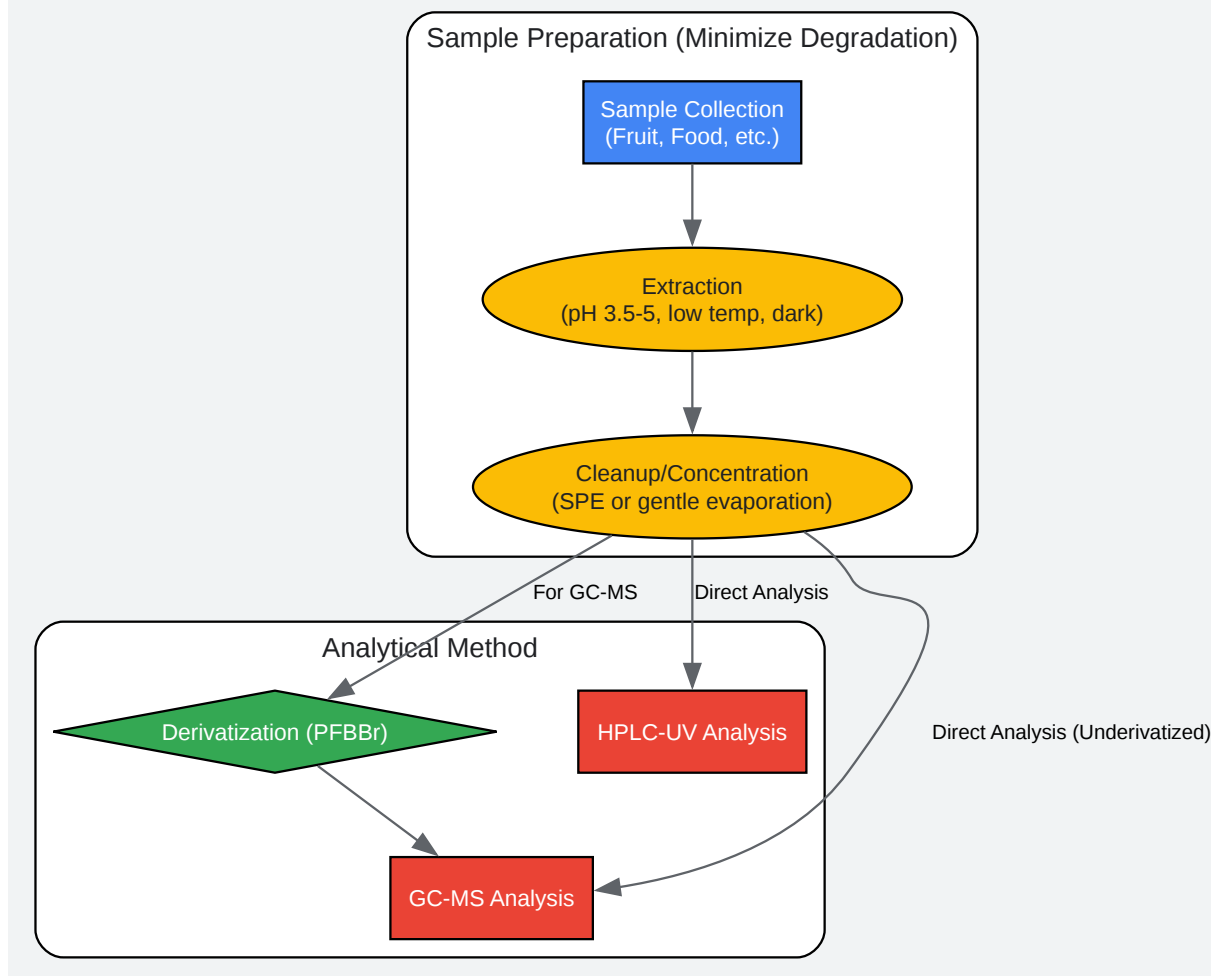 Sample Preparation (Minimize Degradation)
Sample Collection
(Fruit, Food, etc.)
Extraction
(pH 3.5-5, low temp, dark)
Cleanup/Concentration
(SPE or gentle evaporation)
For GC-MS
Direct Analysis
Analytical Method
Derivatization (PFBBr)
HPLC-UV Analysis
Direct Analysis (Underivatized)
GC-MS Analysis